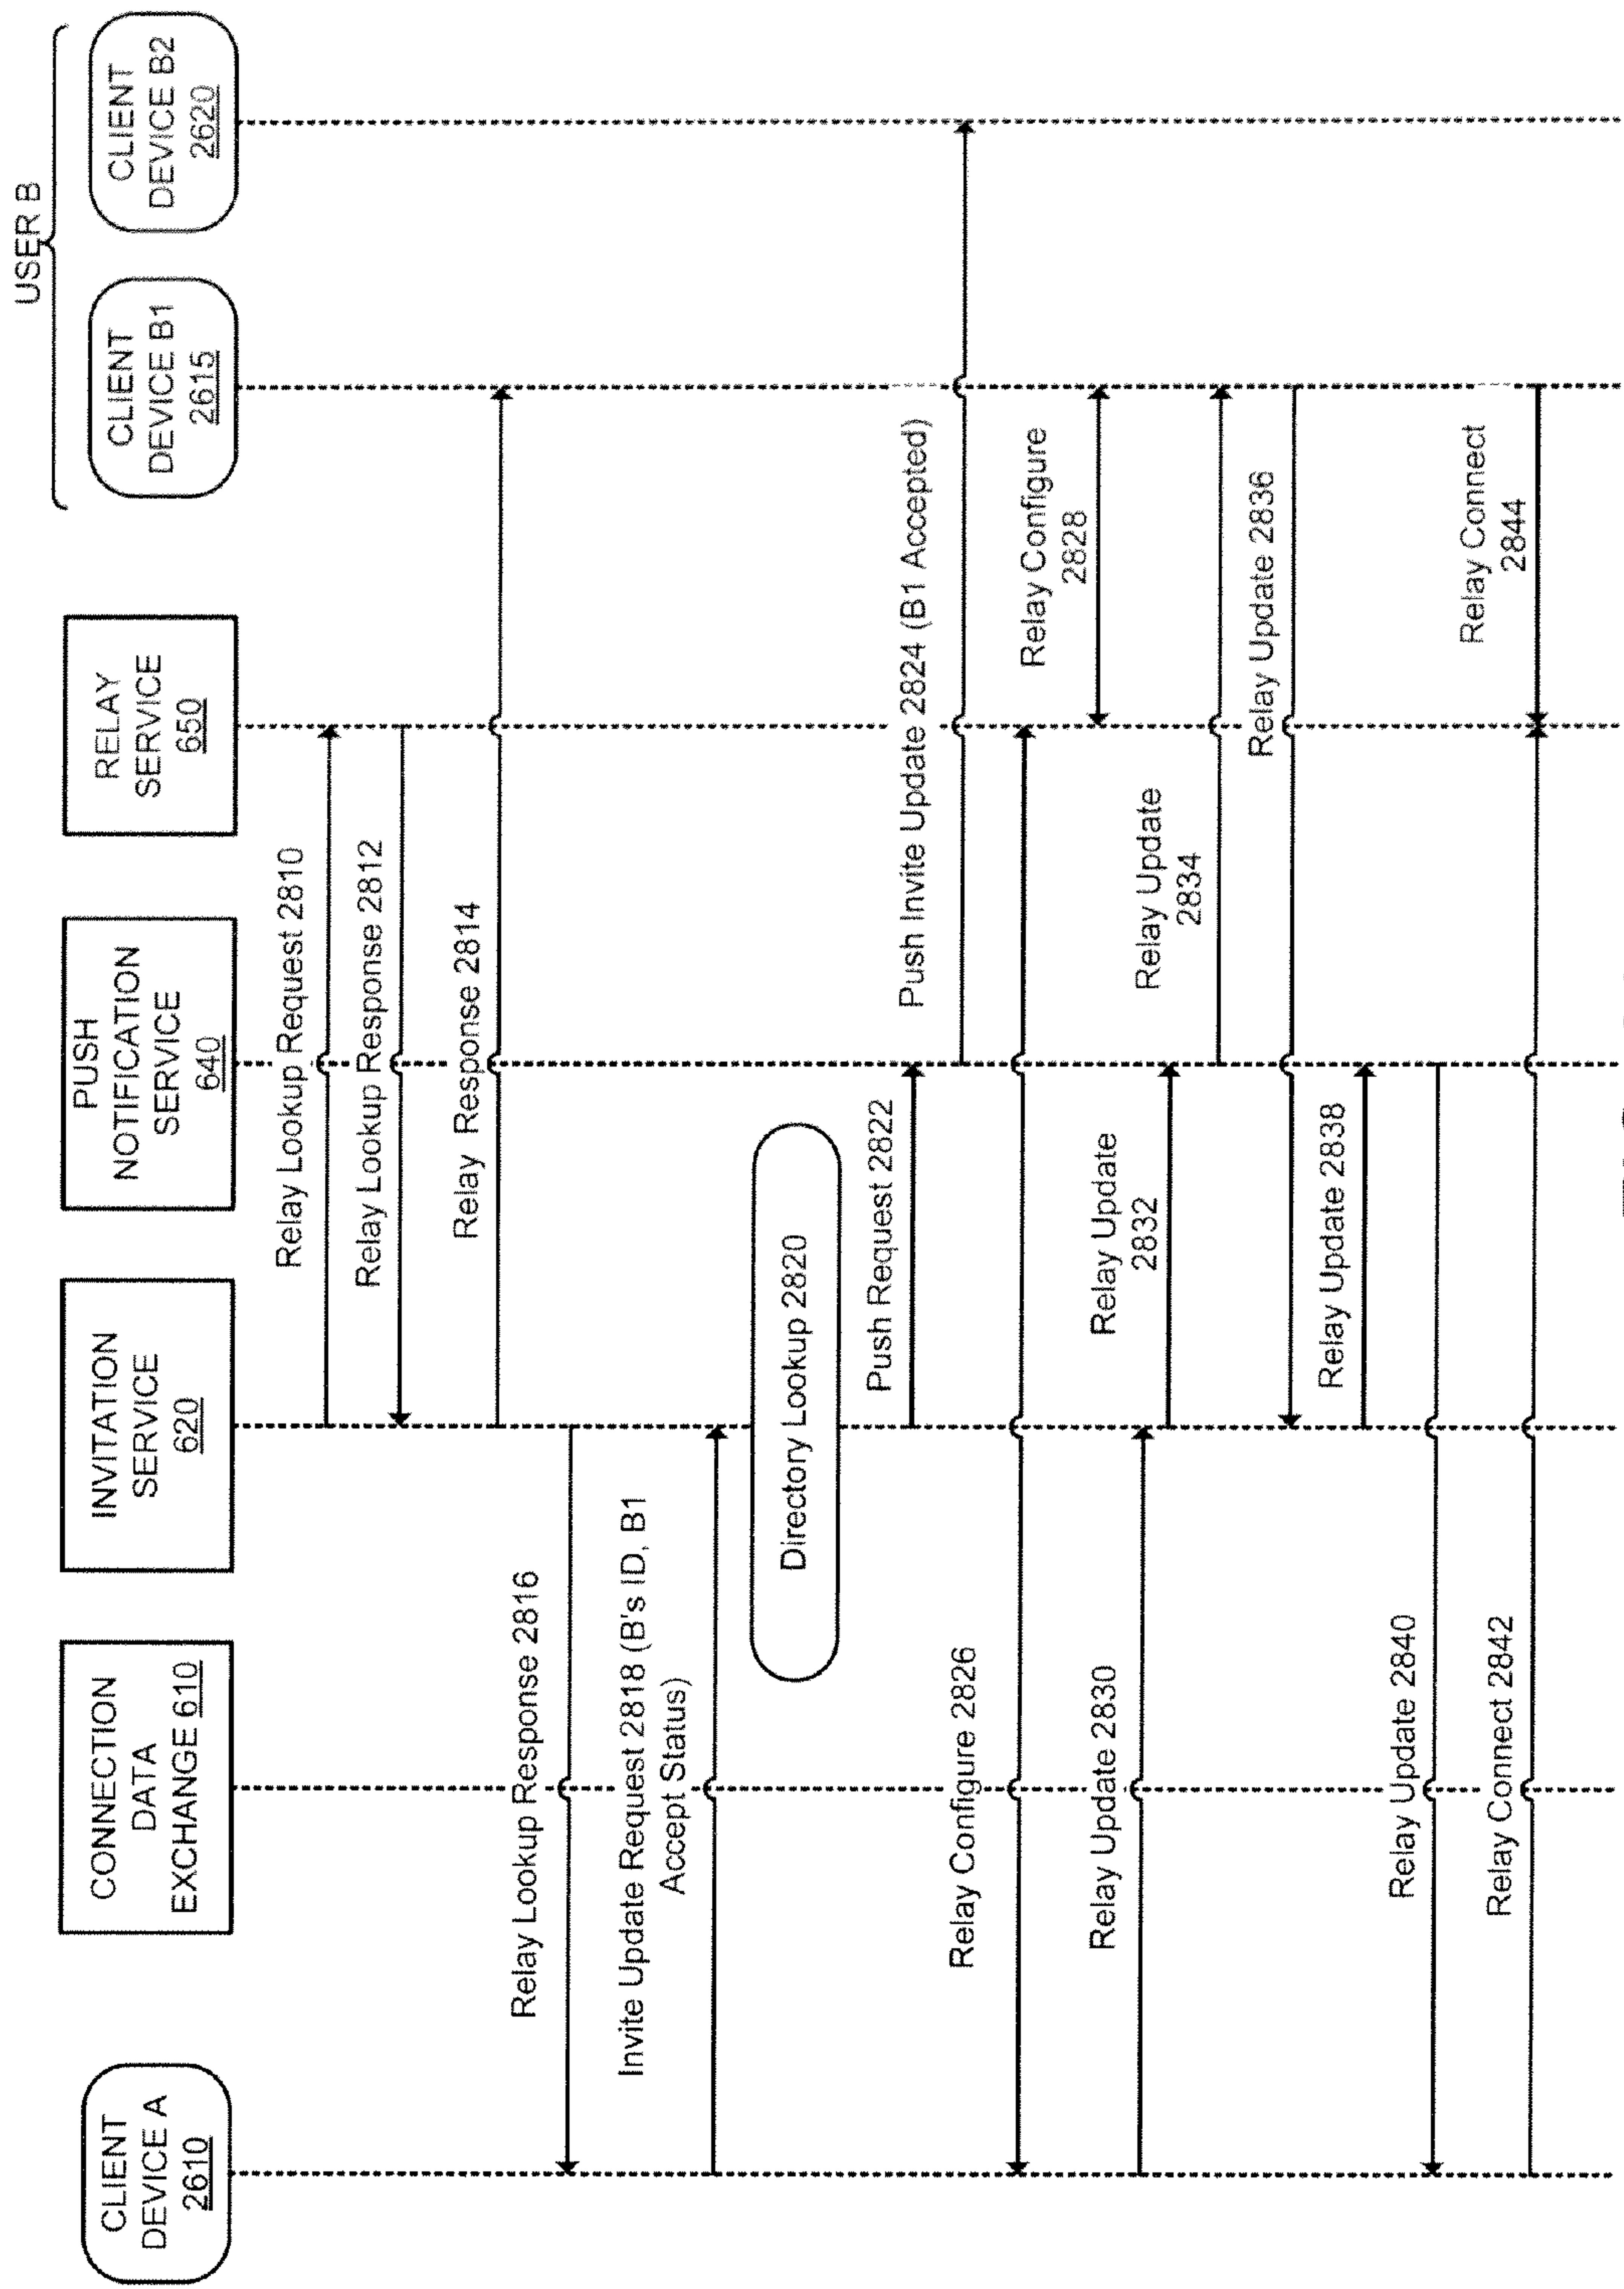 USER B
CLIENT
DEVICE A
2610
CONNECTION
DATA
EXCHANGE 610
INVITATION
SERVICE
620
PUSH
NOTIFICATION
SERVICE
640
RELAY
SERVICE
650
CLIENT
DEVICE B1
2615
CLIENT
DEVICE B2
2620
Relay Lookup Request 2810
Relay Lookup Response 2812
Relay Response 2814
Relay Lookup Response 2816
Invite Update Request 2818 (B's ID, B1
Accept Status)
Directory Lookup 2820
Push Request 2822
Push Invite Update 2824 (B1 Accepted)
Relay Configure 2826
Relay Configure
2828
Relay Update 2830
Relay Update
2832
Relay Update
2834
Relay Update 2836
Relay Update 2838
Relay Update 2840
Relay Connect 2842
Relay Connect
2844